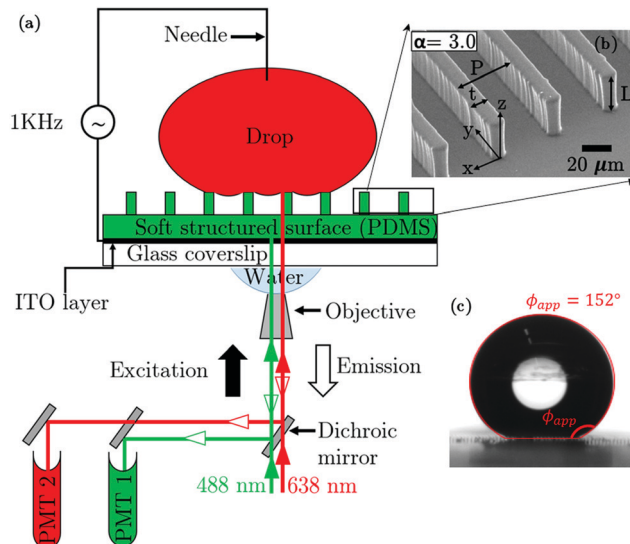 (a)
Needle
1KHz
~
Drop
Soft structured surface (PDMS)
Glass coverslip
Water
ITO layer
Objective
Excitation
Emission
Dichroic
mirror
488 nm
638 nm
PMT 2
PMT 1
α= 3.0
(b)
P
t
z
L
y
x
20 μm
(c)
ϕapp = 152°
ϕapp